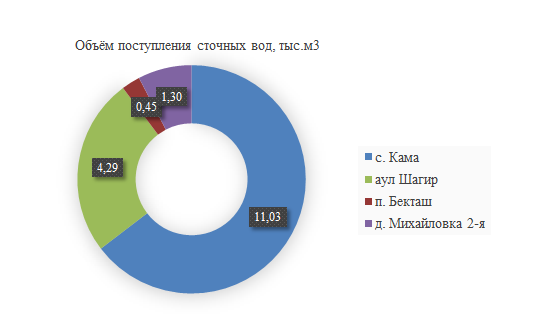 Объём поступления сточных вод, тыс.м3
1,30
0,45
4,29
11,03
с. Кама
аул Шагир
п. Бекташ
д. Михайловка 2-я